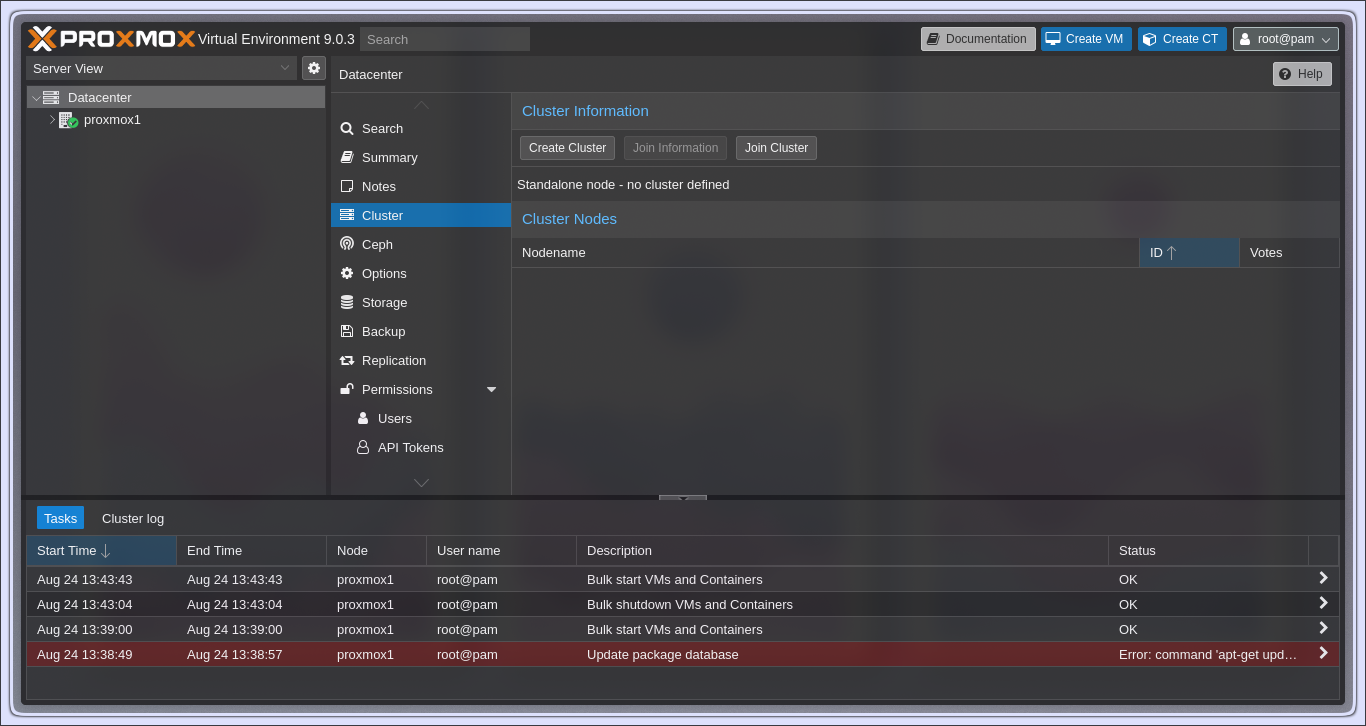 PROXMOX Virtual Environment 9.0.3 Search Documentation Create VM Create CT root@pam
Server View
Datacenter
proxmox1
Datacenter Help
Search
Summary
Notes
Cluster
Ceph
Options
Storage
Backup
Replication
Permissions
Users
API Tokens
Cluster Information
Create Cluster Join Information Join Cluster
Standalone node - no cluster defined
Cluster Nodes
Nodename ID Votes
Tasks Cluster log
Start Time End Time Node User name Description Status
Aug 24 13:43:43 Aug 24 13:43:43 proxmox1 root@pam Bulk start VMs and Containers OK
Aug 24 13:43:04 Aug 24 13:43:04 proxmox1 root@pam Bulk shutdown VMs and Containers OK
Aug 24 13:39:00 Aug 24 13:39:00 proxmox1 root@pam Bulk start VMs and Containers OK
Aug 24 13:38:49 Aug 24 13:38:57 proxmox1 root@pam Update package database Error: command 'apt-get upd…